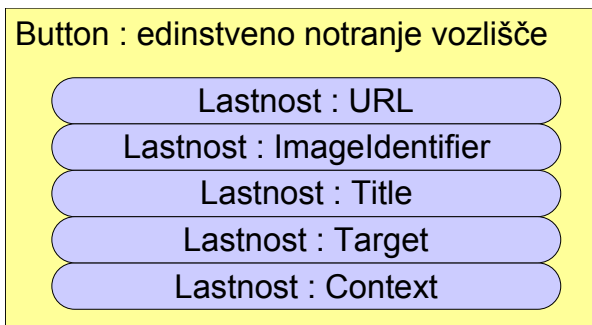 Button : edinstveno notranje vozlišče
Lastnost : URL
Lastnost : ImageIdentifier
Lastnost : Title
Lastnost : Target
Lastnost : Context